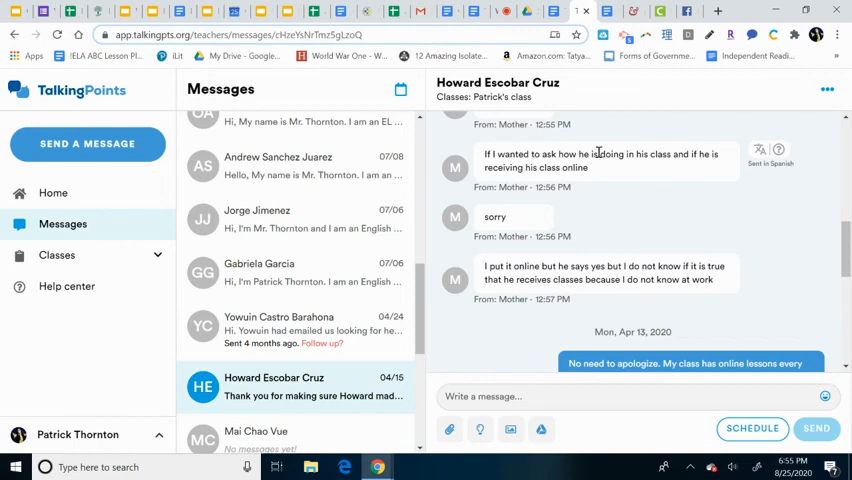 1
app.talkingpts.org/teachers/messages/cHzeYsNrTmz5gLzoQ
Apps
!ELA ABC Lesson Pl...
iLit
My Drive - Google...
World War One - W...
12 Amazing Isolate...
Amazon.com: Tatya...
Forms of Governme...
Independent Readi...
TalkingPoints
SEND A MESSAGE
Home
Messages
Classes
Help center
Patrick Thornton
Messages
OA
Hi, My name is Mr. Thornton. I am an EL ...
AS
Andrew Sanchez Juarez
07/08
Hello, My name is Mr. Thornton. I am an ...
JJ
Jorge Jimenez
07/06
Hi, I'm Mr. Thornton and I am an English ...
GG
Gabriela Garcia
07/06
Hi, I'm Patrick Thornton. I am an English ...
YC
Yowuin Castro Barahona
04/24
Hi. Yowuin had emailed us looking for he...
Sent 4 months ago. Follow up?
HE
Howard Escobar Cruz
04/15
Thank you for making sure Howard mad...
MC
Mai Chao Vue
No messages yet!
Howard Escobar Cruz
Classes: Patrick's class
From: Mother · 12:55 PM
M
If I wanted to ask how he is doing in his class and if he is
receiving his class online
Sent in Spanish
From: Mother · 12:56 PM
M
sorry
From: Mother · 12:56 PM
M
I put it online but he says yes but I do not know if it is true
that he receives classes because I do not know at work
From: Mother · 12:57 PM
Mon, Apr 13, 2020
No need to apologize. My class has online lessons every
Write a message...
SCHEDULE
SEND
Type here to search
6:55 PM
8/25/2020